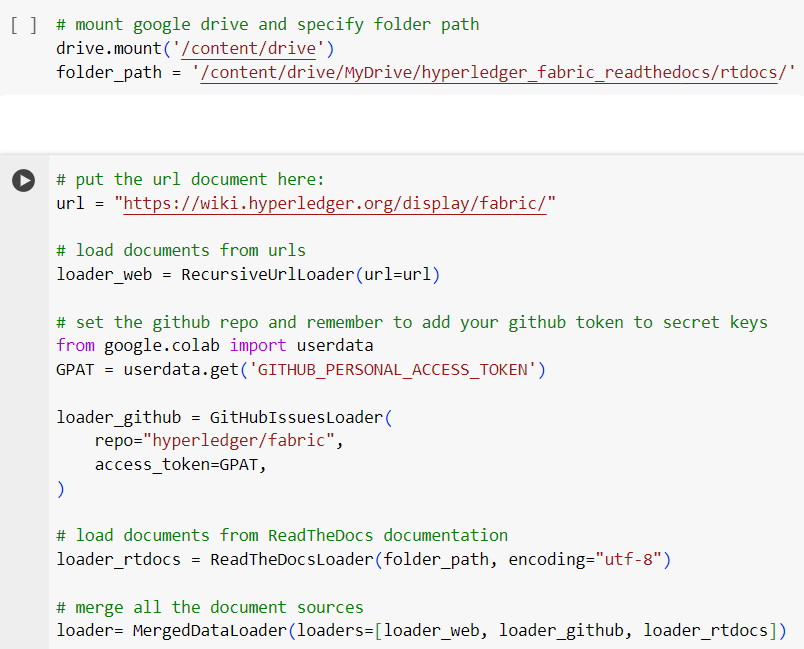 [ ] # mount google drive and specify folder path
drive.mount('/content/drive')
folder_path = '/content/drive/MyDrive/hyperledger_fabric_readthedocs/rtdocs/'
# put the url document here:
url = "https://wiki.hyperledger.org/display/fabric/"
# load documents from urls
loader_web = RecursiveUrlLoader(url=url)
# set the github repo and remember to add your github token to secret keys
from google.colab import userdata
GPAT = userdata.get('GITHUB_PERSONAL_ACCESS_TOKEN')
loader_github = GitHubIssuesLoader(
    repo="hyperledger/fabric",
    access_token=GPAT,
)
# load documents from ReadTheDocs documentation
loader_rtdocs = ReadTheDocsLoader(folder_path, encoding="utf-8")
# merge all the document sources
loader= MergedDataLoader(loaders=[loader_web, loader_github, loader_rtdocs])